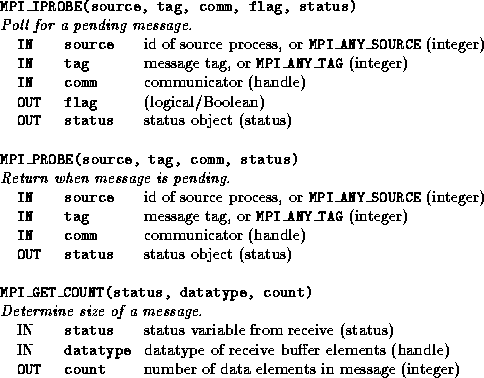 MPI_IPROBE(source, tag, comm, flag, status)
Poll for a pending message.
IN source id of source process, or MPI_ANY_SOURCE (integer)
IN tag message tag, or MPI_ANY_TAG (integer)
IN comm communicator (handle)
OUT flag (logical/Boolean)
OUT status status object (status)
MPI_PROBE(source, tag, comm, status)
Return when message is pending.
IN source id of source process, or MPI_ANY_SOURCE (integer)
IN tag message tag, or MPI_ANY_TAG (integer)
IN comm communicator (handle)
OUT status status object (status)
MPI_GET_COUNT(status, datatype, count)
Determine size of a message.
IN status status variable from receive (status)
IN datatype datatype of receive buffer elements (handle)
OUT count number of data elements in message (integer)